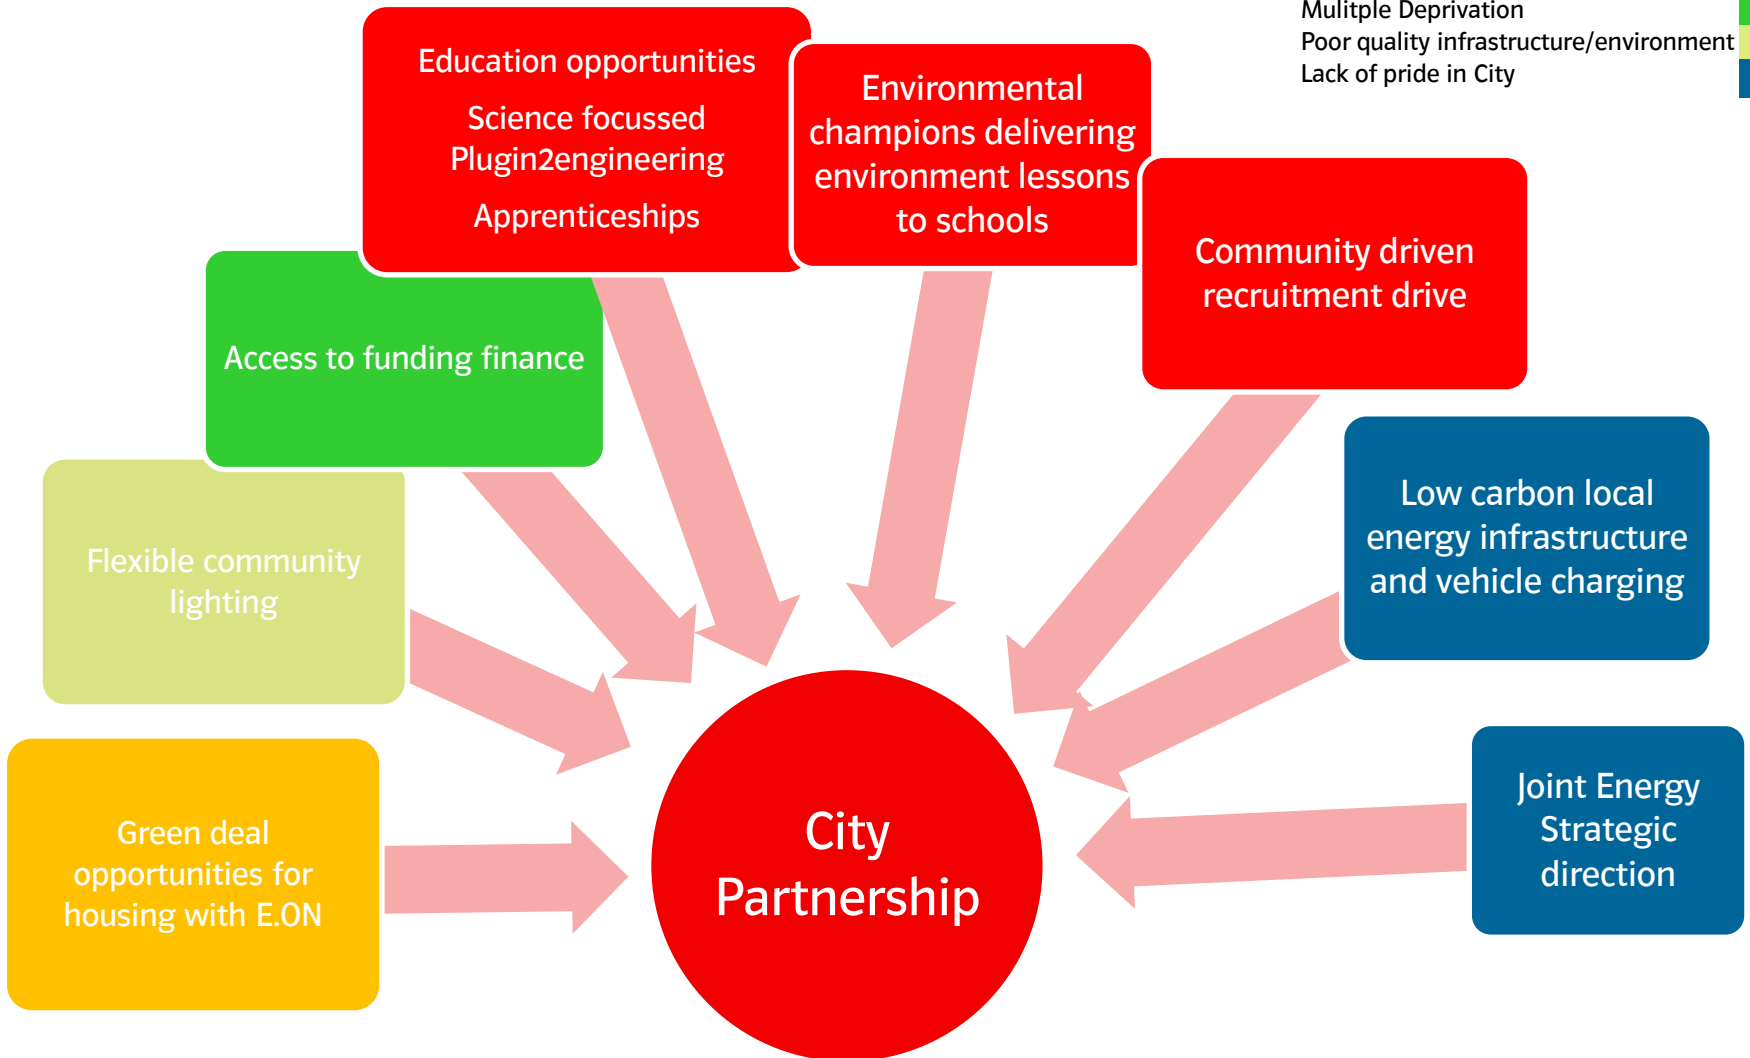 Mulitple Deprivation
Poor quality infrastructure/environment
Lack of pride in City
Education opportunities
Science focussed
Plugin2engineering
Apprenticeships
Environmental
champions delivering
environment lessons
to schools
Community driven
recruitment drive
Access to funding finance
Flexible community
lighting
Low carbon local
energy infrastructure
and vehicle charging
Green deal
opportunities for
housing with E.ON
City
Partnership
Joint Energy
Strategic
direction